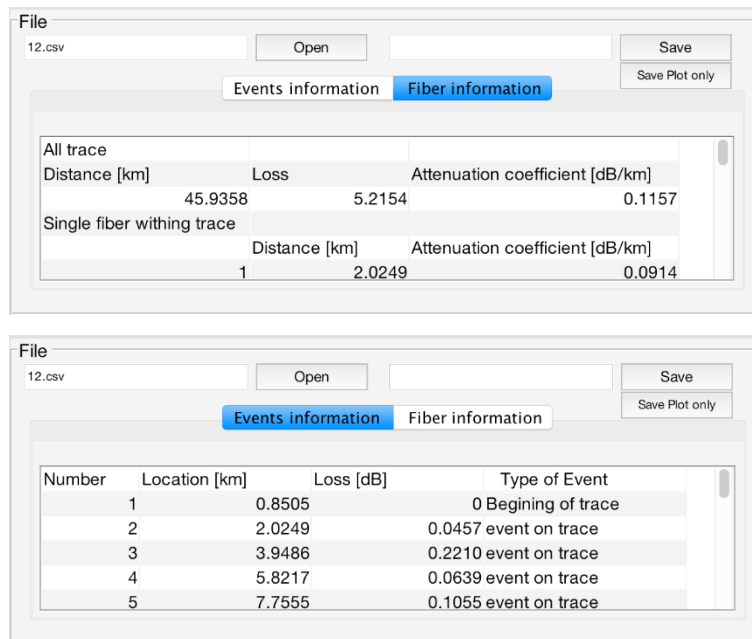 File
12.csv Open Save
Save Plot only
Events information Fiber information
All trace
Distance [km] Loss Attenuation coefficient [dB/km]
45.9358 5.2154 0.1157
Single fiber withing trace
Distance [km] Attenuation coefficient [dB/km]
1 2.0249 0.0914
File
12.csv Open Save
Save Plot only
Events information Fiber information
Number Location [km] Loss [dB] Type of Event
1 0.8505 0 Begining of trace
2 2.0249 0.0457 event on trace
3 3.9486 0.2210 event on trace
4 5.8217 0.0639 event on trace
5 7.7555 0.1055 event on trace